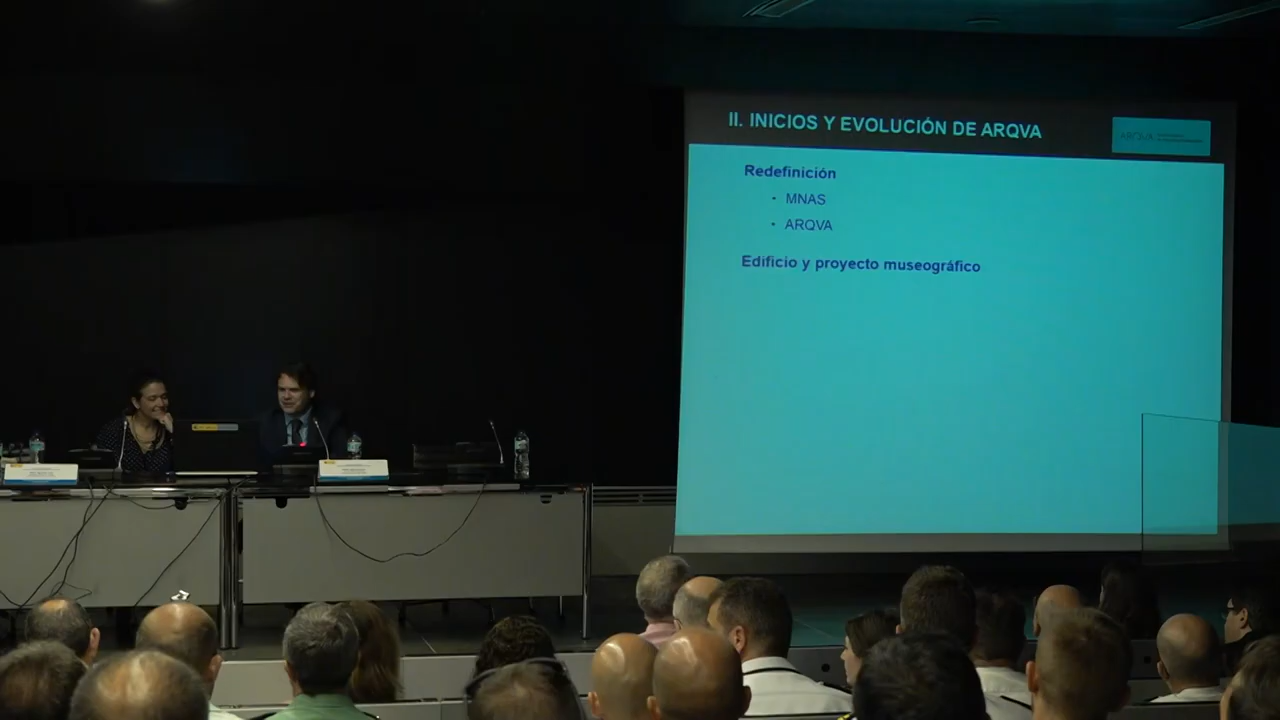 II. INICIOS Y EVOLUCIÓN DE ARQVA
ARQVA
Redefinición
• MNAS
• ARQVA
Edificio y proyecto museográfico